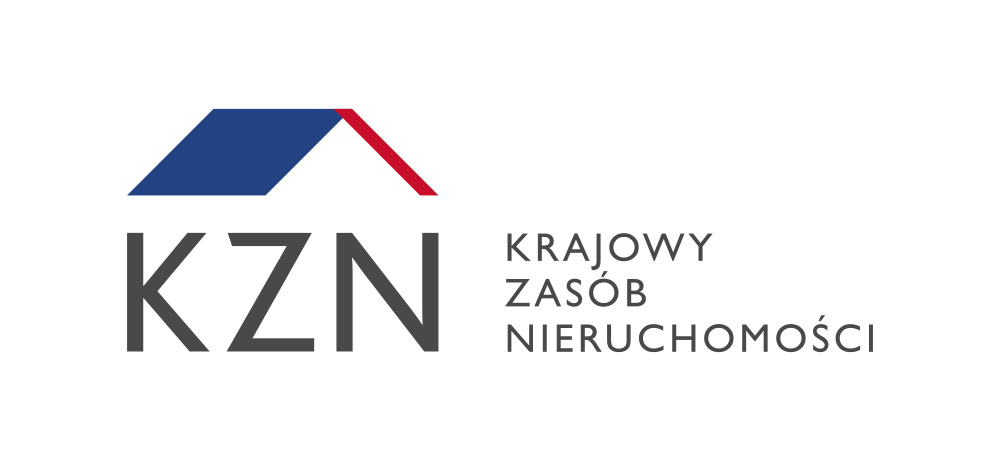 KZN
KRAJOWY
ZASÓB
NIERUCHOMOŚCI